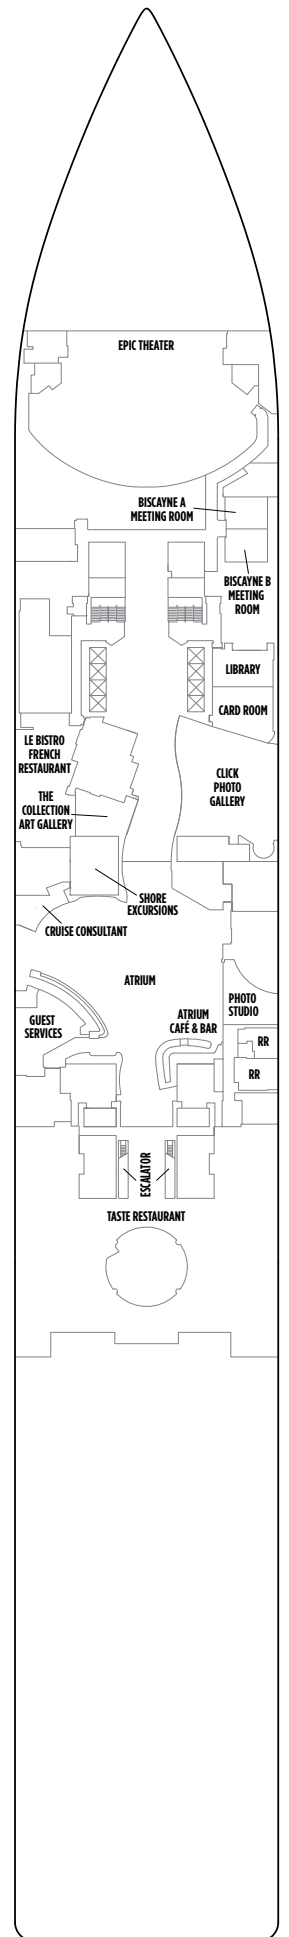 EPIC THEATER
BISCAYNE A
MEETING ROOM
BISCAYNE B
MEETING
ROOM
LIBRARY
CARD ROOM
LE BISTRO
FRENCH
RESTAURANT
CLICK
PHOTO
GALLERY
THE
COLLECTION
ART GALLERY
SHORE
EXCURSIONS
CRUISE CONSULTANT
ATRIUM
PHOTO
STUDIO
GUEST
SERVICES
ATRIUM
CAFÉ & BAR
RR
RR
ESCALATOR
TASTE RESTAURANT